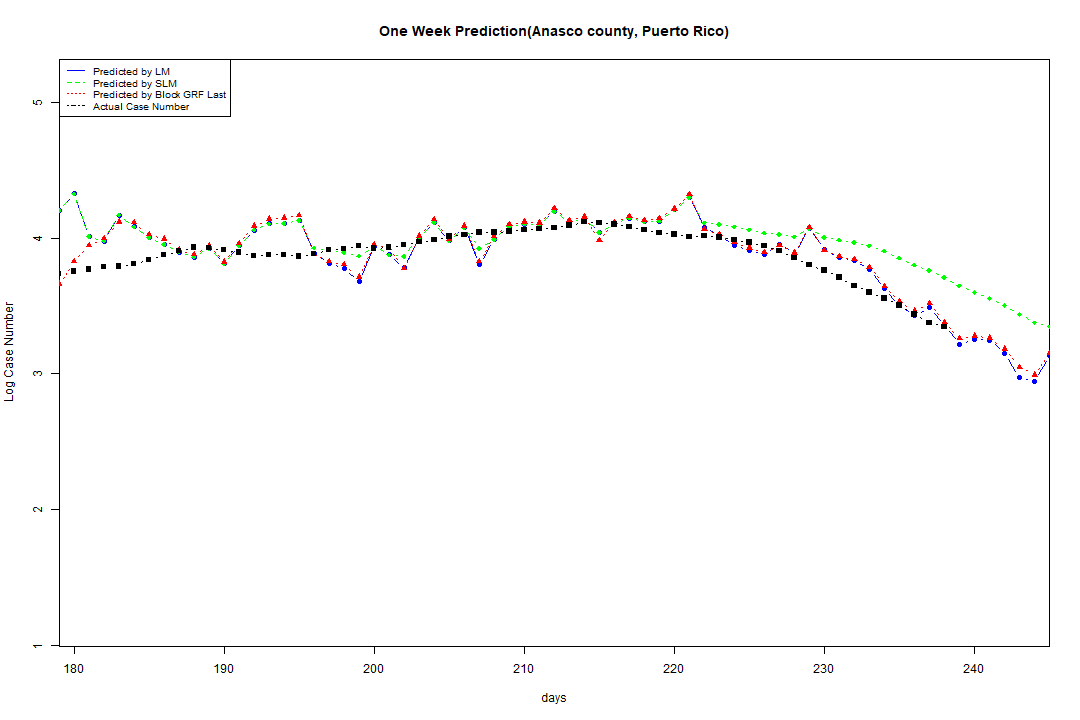 One Week Prediction(Anasco county, Puerto Rico)
Predicted by LM
Predicted by SLM
Predicted by Block GRF Last
Actual Case Number
5
4
3
2
1
Log Case Number
180 190 200 210 220 230 240
days